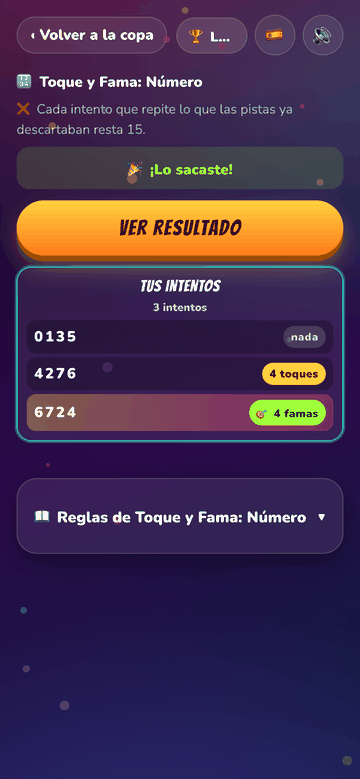 ‹ Volver a la copa
🏆 L...
🔢 Toque y Fama: Número
❌ Cada intento que repite lo que las pistas ya
descartaban resta 15.
🎉 ¡Lo sacaste!
VER RESULTADO
TUS INTENTOS
3 intentos
0135 nada
4276 4 toques
6724 🎯 4 famas
📖 Reglas de Toque y Fama: Número ▼